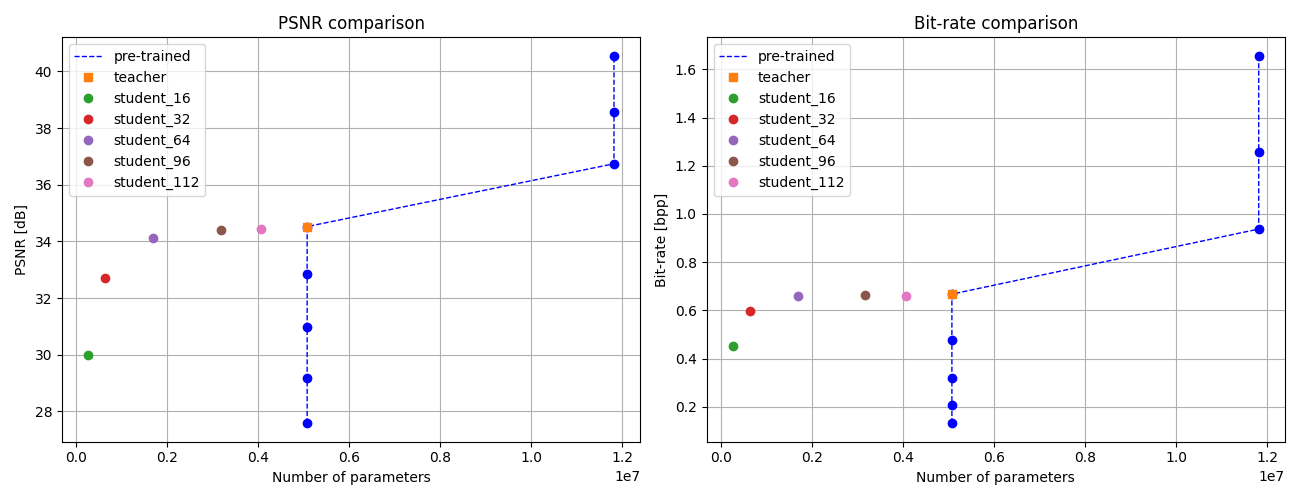 PSNR comparison
pre-trained
teacher
student_16
student_32
student_64
student_96
student_112
PSNR [dB]
40
38
36
34
32
30
28
0.0 0.2 0.4 0.6 0.8 1.0 1.2
1e7
Number of parameters
Bit-rate comparison
pre-trained
teacher
student_16
student_32
student_64
student_96
student_112
Bit-rate [bpp]
1.6
1.4
1.2
1.0
0.8
0.6
0.4
0.2
0.0 0.2 0.4 0.6 0.8 1.0 1.2
1e7
Number of parameters